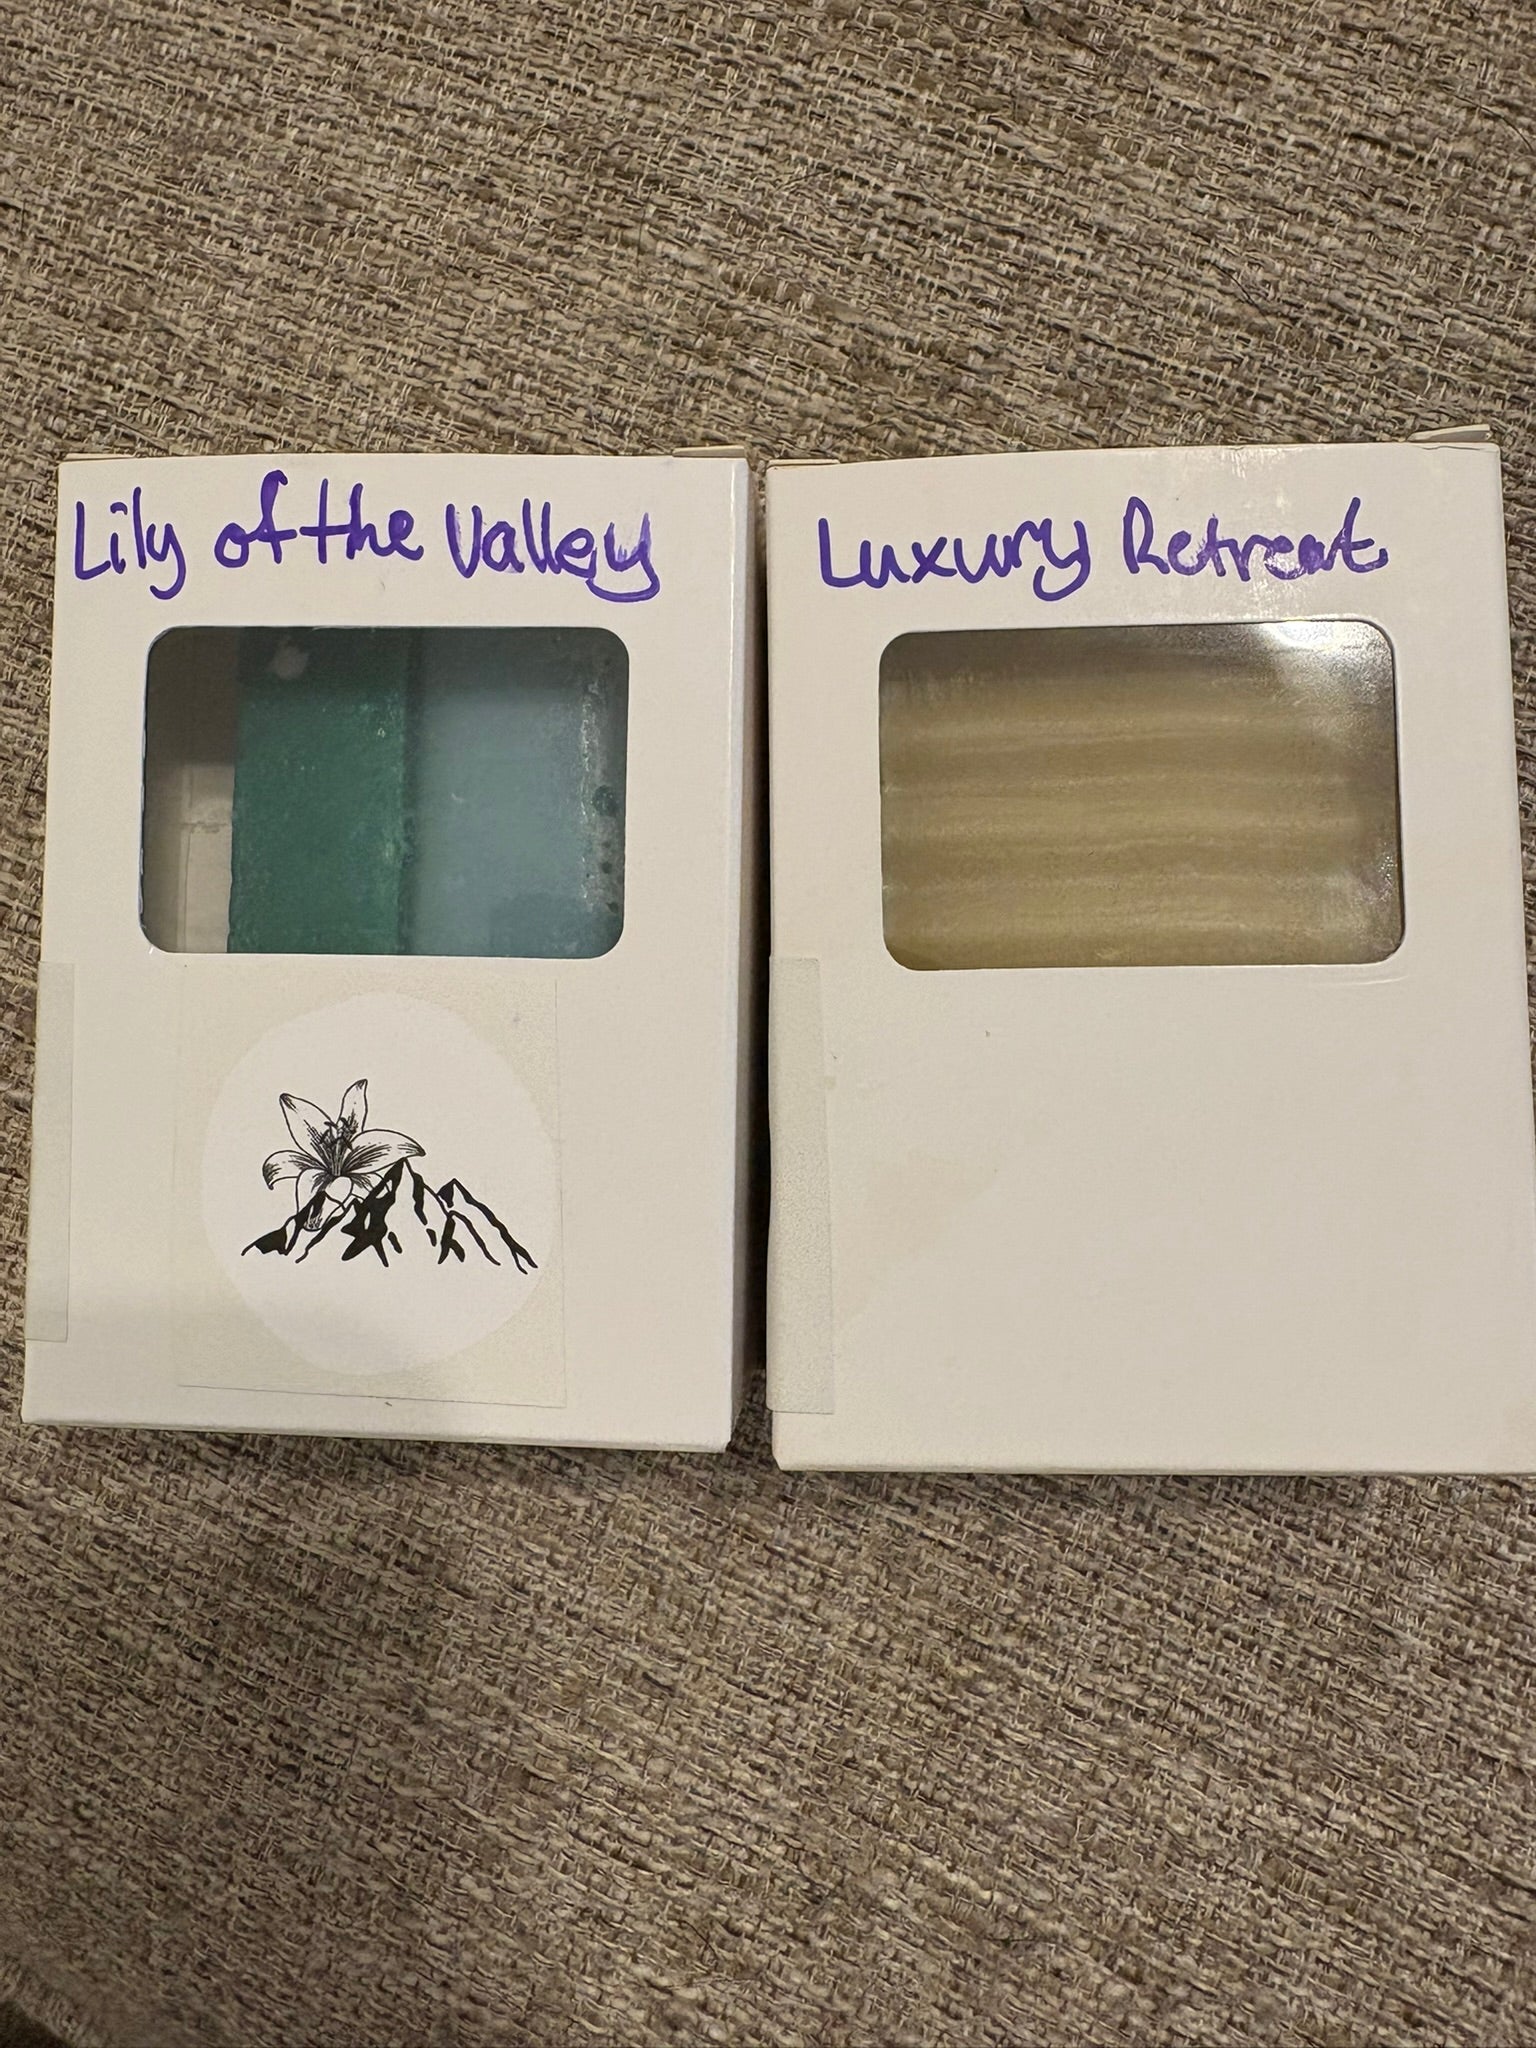 Lily of the Valley
Luxury Retreat